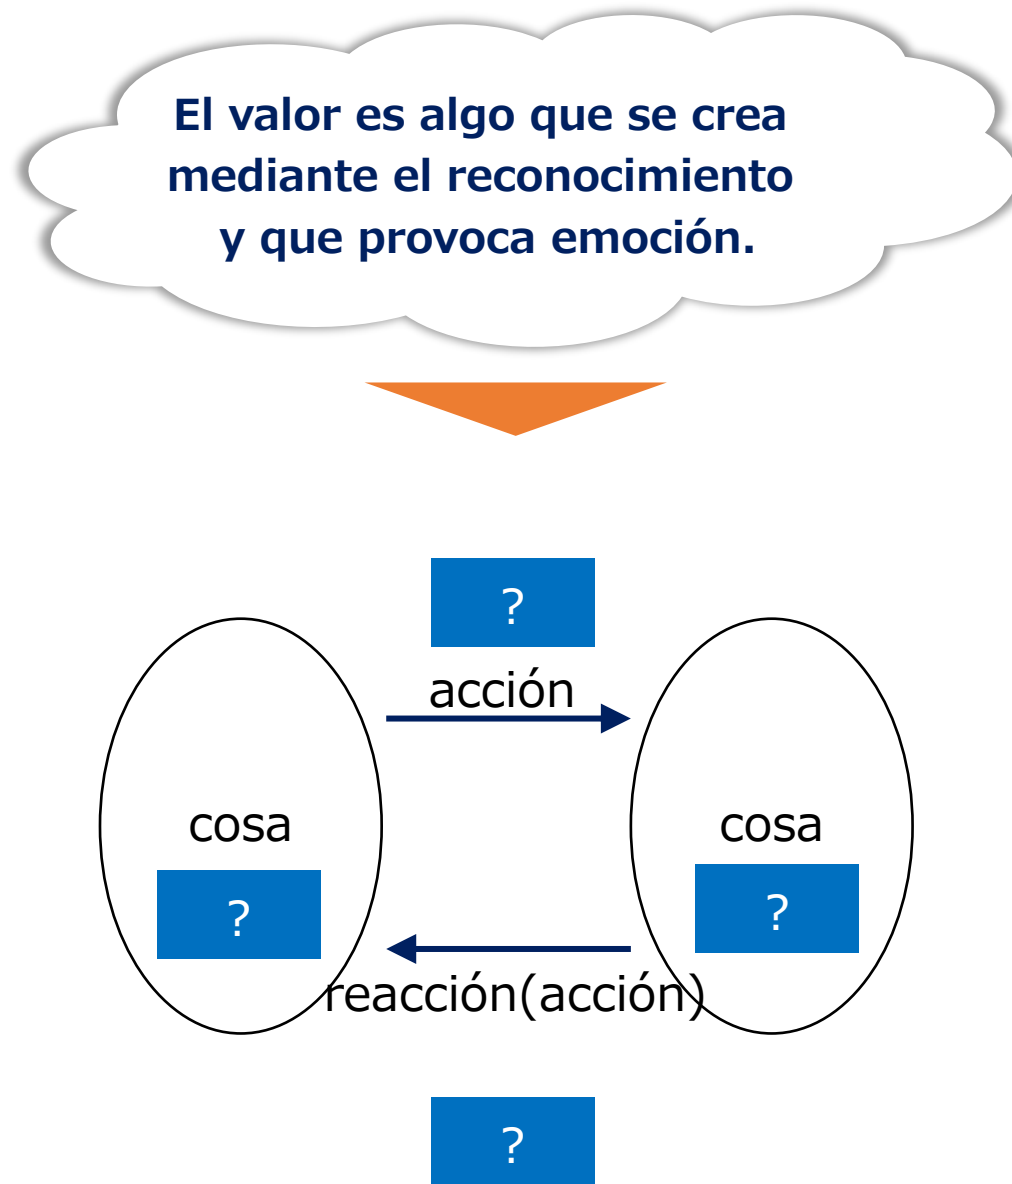 El valor es algo que se crea
mediante el reconocimiento
y que provoca emoción.
?
acción
cosa
cosa
?
?
reacción(acción)
?